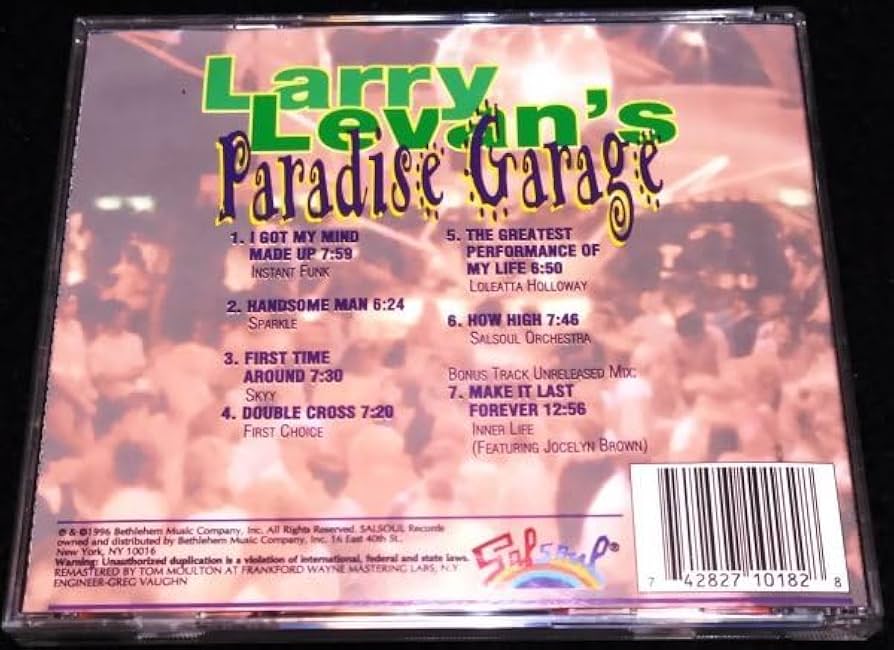 Larry
Levan's
Paradise Garage
1. I GOT MY MIND
MADE UP 7:59
INSTANT FUNK
2. HANDSOME MAN 6:24
SPARKLE
3. FIRST TIME
AROUND 7:30
SKYY
4. DOUBLE CROSS 7:20
FIRST CHOICE
5. THE GREATEST
PERFORMANCE OF
MY LIFE 6:50
LOLEATTA HOLLOWAY
6. HOW HIGH 7:46
SALSOUL ORCHESTRA
BONUS TRACK UNRELEASED MIX:
7. MAKE IT LAST
FOREVER 12:56
INNER LIFE
(FEATURING JOCELYN BROWN)
℗ & ©1996 Bethlehem Music Company, Inc. All Rights Reserved. SALSOUL Records
owned and distributed by Bethlehem Music Company, Inc. 16 East 40th St.,
New York, NY 10016
Warning: Unauthorized duplication is a violation of international, federal and state laws.
REMASTERED BY TOM MOULTON AT FRANKFORD WAYNE MASTERING LABS, N.Y.
ENGINEER-GREG VAUGHN
Salsoul®
7 42827 10182 8